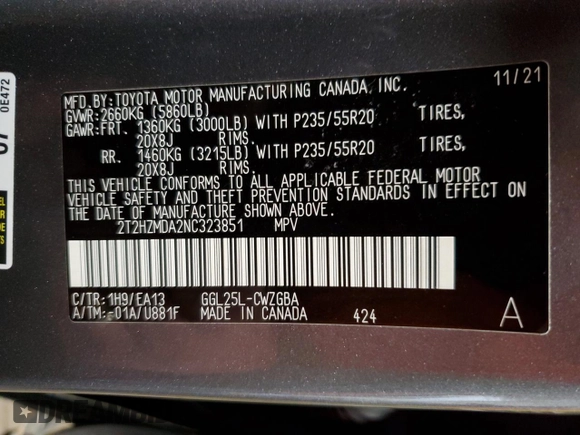 MFD.BY:TOYOTA MOTOR MANUFACTURING CANADA,INC. 11/21
GVWR:2660KG (5860LB)
GAWR:FRT. 1360KG (3000LB) WITH P235/55R20 TIRES,
20X8J RIMS.
RR. 1460KG (3215LB) WITH P235/55R20 TIRES,
20X8J RIMS.
THIS VEHICLE CONFORMS TO ALL APPLICABLE FEDERAL MOTOR
VEHICLE SAFETY AND THEFT PREVENTION STANDARDS IN EFFECT ON
THE DATE OF MANUFACTURE SHOWN ABOVE.
2T2HZMDA2NC323851 MPV
C/TR:1H9/EA13 GGL25L-CWZGBA
A/TM:-01A/U881F MADE IN CANADA 424 A
0E472